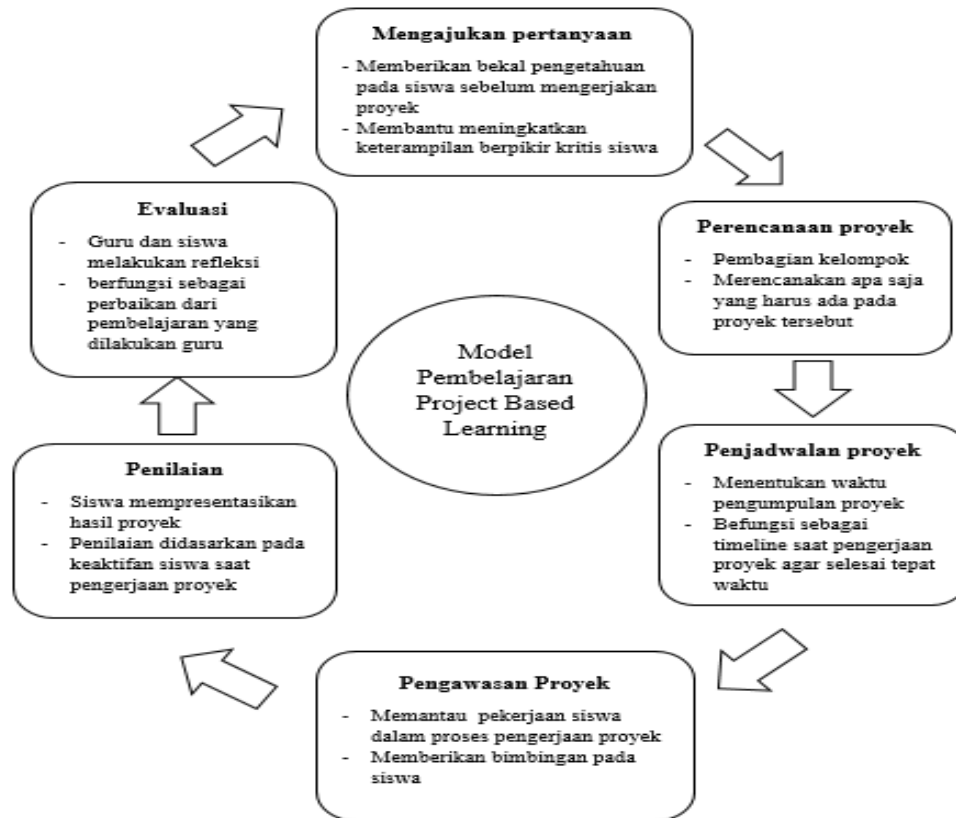 Mengajukan pertanyaan
- Memberikan bekal pengetahuan
pada siswa sebelum mengerjakan
proyek
- Membantu meningkatkan
keterampilan berpikir kritis siswa
Perencanaan proyek
- Pembagian kelompok
- Merencanakan apa saja
yang harus ada pada
proyek tersebut
Penjadwalan proyek
- Menentukan waktu
pengumpulan proyek
- Befungsi sebagai
timeline saat pengerjaan
proyek agar selesai tepat
waktu
Pengawasan Proyek
- Memantau pekerjaan siswa
dalam proses pengerjaan proyek
- Memberikan bimbingan pada
siswa
Penilaian
- Siswa mempresentasikan
hasil proyek
- Penilaian didasarkan pada
keaktifan siswa saat
pengerjaan proyek
Evaluasi
- Guru dan siswa
melakukan refleksi
- berfungsi sebagai
perbaikan dari
pembelajaran yang
dilakukan guru
Model
Pembelajaran
Project Based
Learning